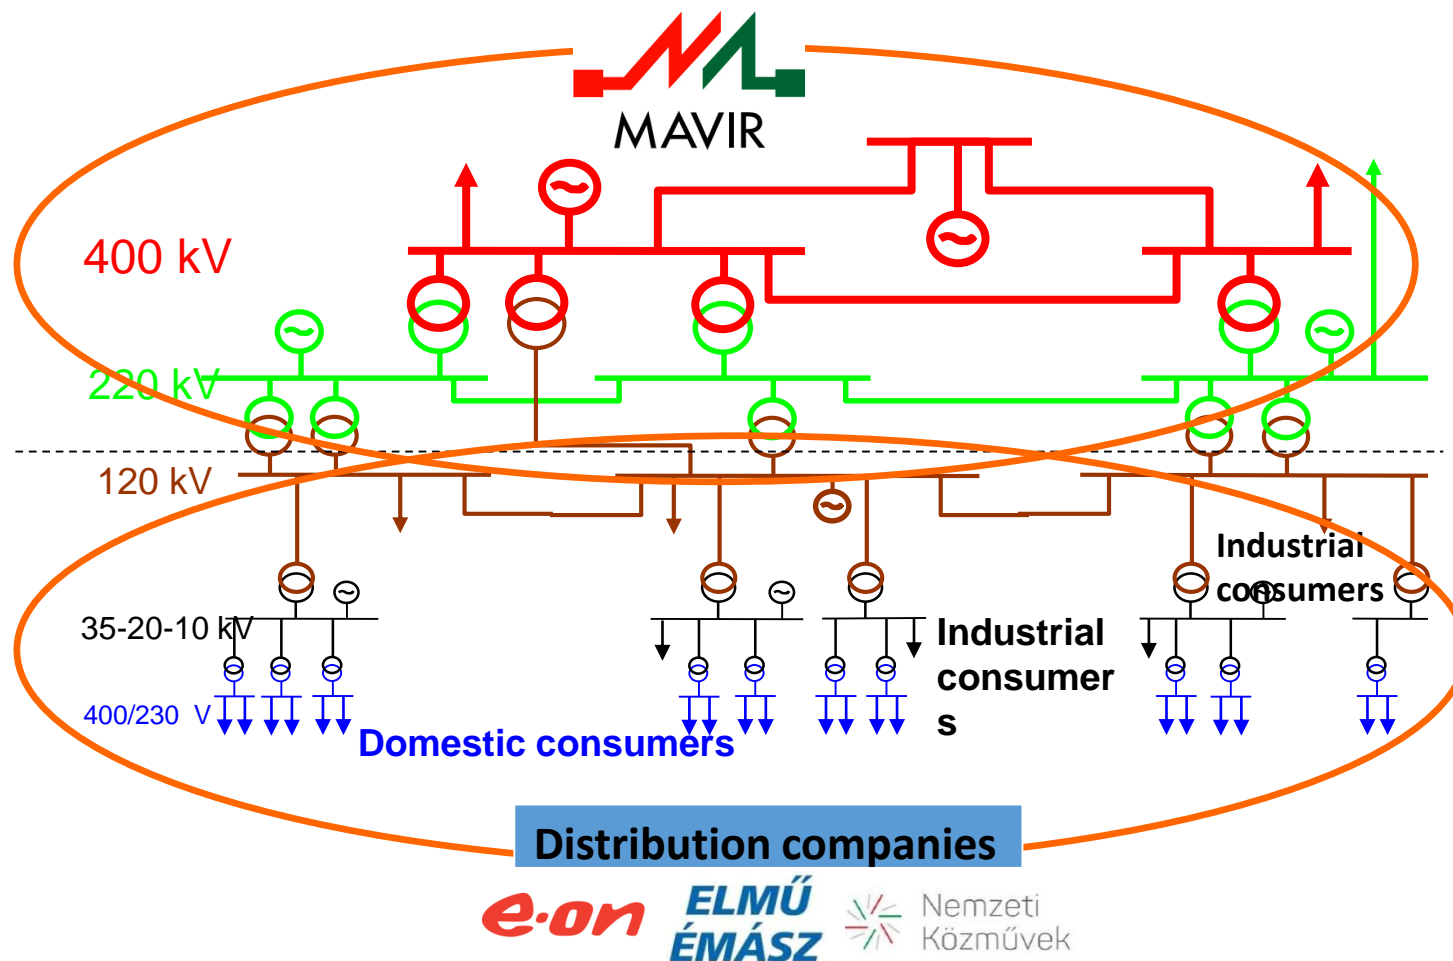 MAVIR
400 kV
220 kV
120 kV
Industrial
consumers
35-20-10 kV
Industrial
consumer
s
400/230 V
Domestic consumers
Distribution companies
e·on
ELMŰ
ÉMÁSZ
Nemzeti
Közművek